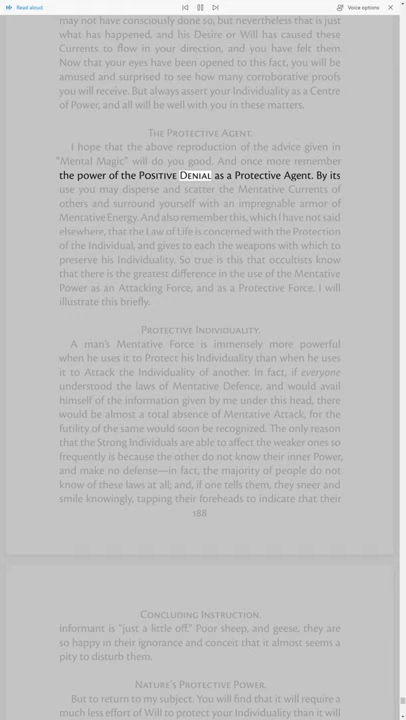 Read aloud
Voice options
may not have consciously done so, but nevertheless that is just
what has happened, and his Desire or Will has caused these
Currents to flow in your direction, and you have felt them.
Now that your eyes have been opened to this fact, you will be
amused and surprised to see how many corroborative proofs
you will receive. But always assert your Individuality as a Centre
of Power, and all will be well with you in these matters.
The Protective Agent.
I hope that the above reproduction of the advice given in
"Mental Magic" will do you good. And once more remember
the power of the Positive Denial as a Protective Agent. By its
use you may disperse and scatter the Mentative Currents of
others and surround yourself with an impregnable armor of
Mentative Energy. And also remember this, which I have not said
elsewhere, that the Law of Life is concerned with the Protection
of the Individual, and gives to each the weapons with which to
preserve his Individuality. So true is this that occultists know
that there is the greatest difference in the use of the Mentative
Power as an Attacking Force, and as a Protective Force. I will
illustrate this briefly.
Protective Individuality.
A man's Mentative Force is immensely more powerful
when he uses it to Protect his Individuality than when he uses
it to Attack the Individuality of another. In fact, if everyone
understood the laws of Mentative Defence, and would avail
himself of the information given by me under this head, there
would be almost a total absence of Mentative Attack, for the
futility of the same would soon be recognized. The only reason
that the Strong Individuals are able to affect the weaker ones so
frequently is because the other do not know their inner Power,
and make no defense—in fact, the majority of people do not
know of these laws at all; and, if one tells them, they sneer and
smile knowingly, tapping their foreheads to indicate that their
188
Concluding Instruction.
informant is "just a little off." Poor sheep, and geese, they are
so happy in their ignorance and conceit that it almost seems a
pity to disturb them.
Nature's Protective Power.
But to return to my subject. You will find that it will require a
much less effort of Will to protect your Individuality than it will